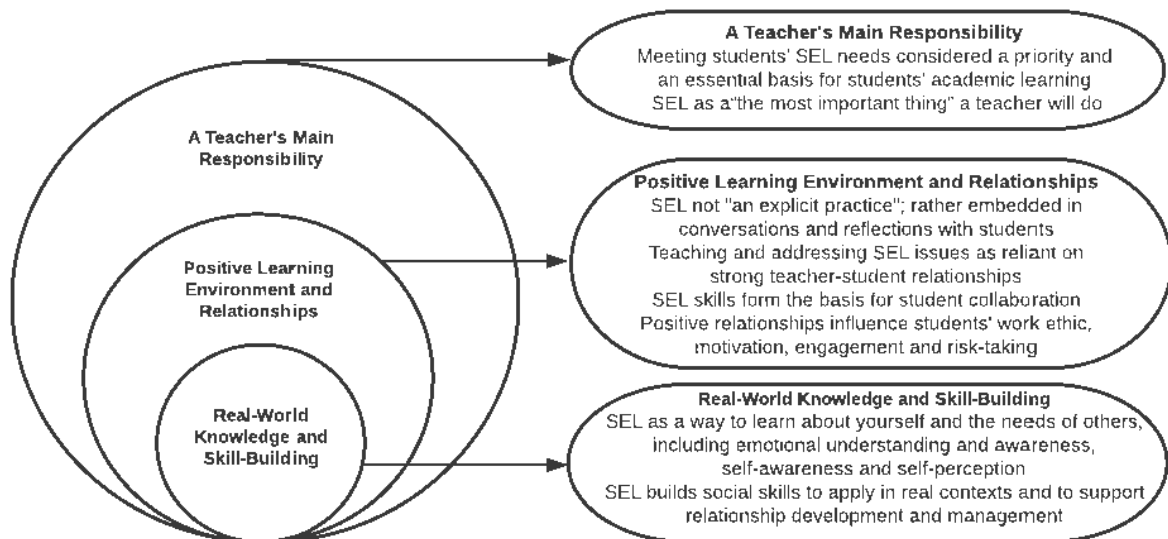 A Teacher's Main Responsibility
Meeting students' SEL needs considered a priority and
an essential basis for students' academic learning
SEL as a"the most important thing" a teacher will do
A Teacher's Main
Responsibility
Positive Learning Environment and Relationships
SEL not "an explicit practice"; rather embedded in
conversations and reflections with students
Teaching and addressing SEL issues as reliant on
strong teacher-student relationships
SEL skills form the basis for student collaboration
Positive relationships influence students' work ethic,
motivation, engagement and risk-taking
Positive Learning
Environment and
Relationships
Real-World Knowledge and Skill-Building
SEL as a way to learn about yourself and the needs of others,
including emotional understanding and awareness,
self-awareness and self-perception
SEL builds social skills to apply in real contexts and to support
relationship development and management
Real-World
Knowledge and
Skill-Building